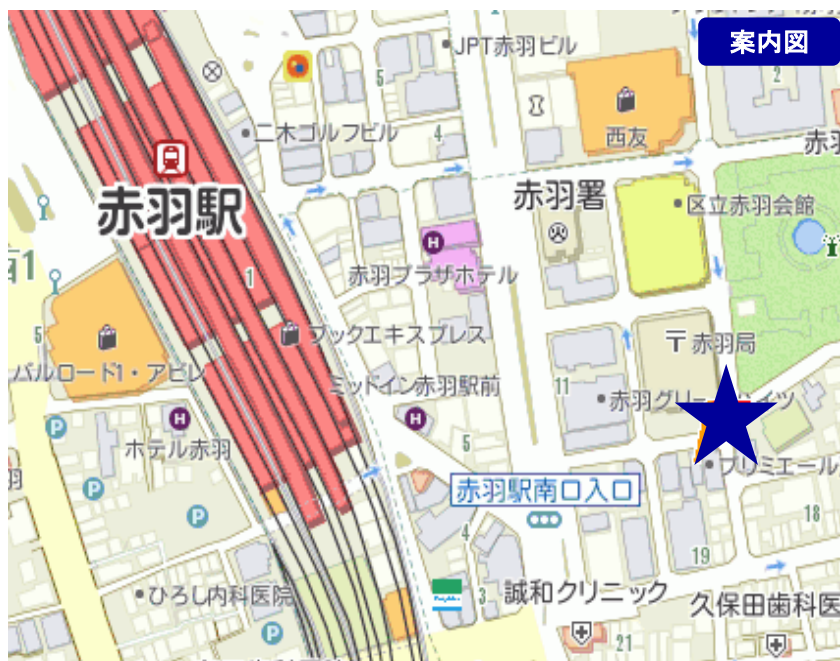 案内図
JPT赤羽ビル
5
2
二木ゴルフビル
4
西友
赤羽駅
赤羽署
区立赤羽会館
H
赤羽プラザホテル
1
5
ブックエキスプレス
〒赤羽局
パルロード1・アピレ
ミッドイン赤羽駅前
11
H
H
5
ホテル赤羽
P
赤羽駅南口入口
プリミエール
P
P
18
4
19
ひろし内科医院
3
誠和クリニック
久保田歯科医
P
21